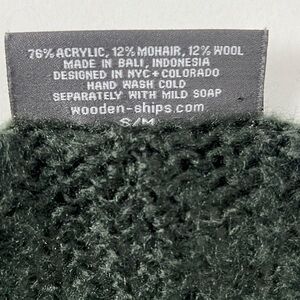 76% ACRYLIC, 12% MOHAIR, 12% WOOL
MADE IN BALI, INDONESIA
DESIGNED IN NYC + COLORADO
HAND WASH COLD
SEPARATELY WITH MILD SOAP
wooden-ships.com
S/M